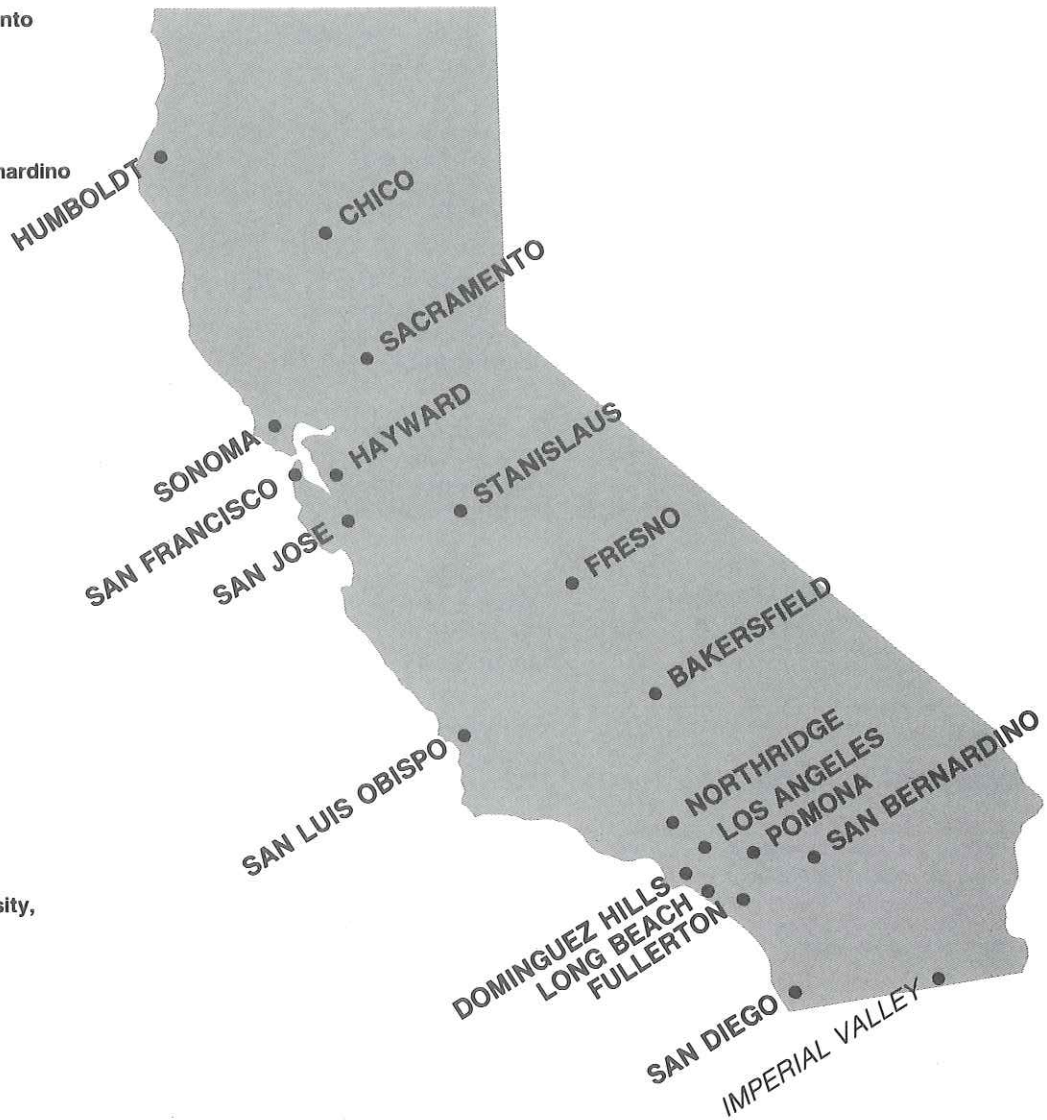 nto
nardino
HUMBOLDT
CHICO
SACRAMENTO
SONOMA
HAYWARD
SAN FRANCISCO
STANISLAUS
SAN JOSE
FRESNO
BAKERSFIELD
SAN LUIS OBISPO
NORTHRIDGE
LOS ANGELES
POMONA
SAN BERNARDINO
sity,
DOMINGUEZ HILLS
LONG BEACH
FULLERTON
SAN DIEGO
IMPERIAL VALLEY